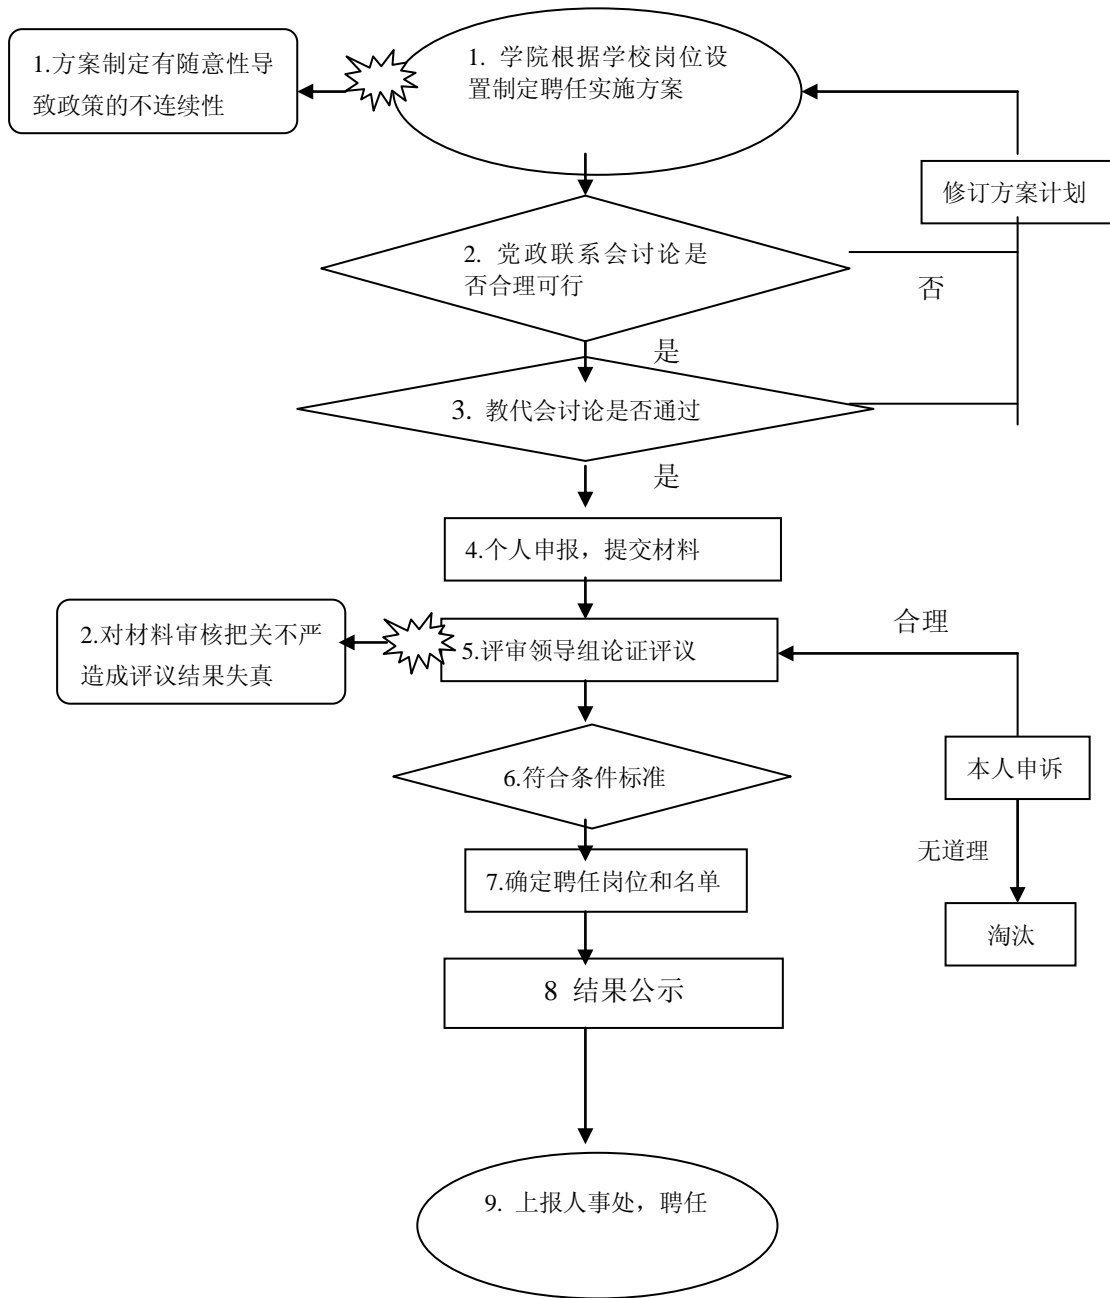 1.方案制定有随意性导
致政策的不连续性
1. 学院根据学校岗位设
置制定聘任实施方案
修订方案计划
2. 党政联系会讨论是
否合理可行
否
是
3. 教代会讨论是否通过
是
4.个人申报，提交材料
2.对材料审核把关不严
造成评议结果失真
5.评审领导组论证评议
合理
6.符合条件标准
本人申诉
无道理
7.确定聘任岗位和名单
淘汰
8 结果公示
9. 上报人事处，聘任